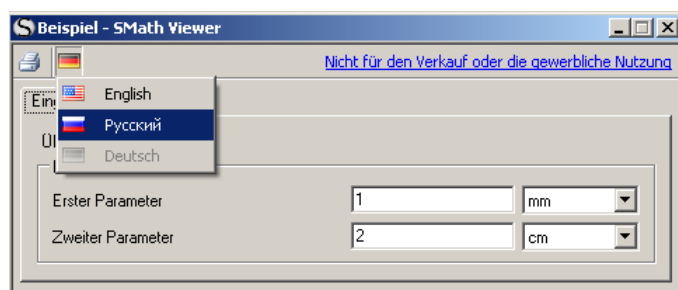 Beispiel - SMath Viewer
Nicht für den Verkauf oder die gewerbliche Nutzung
English
Русский
Deutsch
Erster Parameter 1 mm
Zweiter Parameter 2 cm